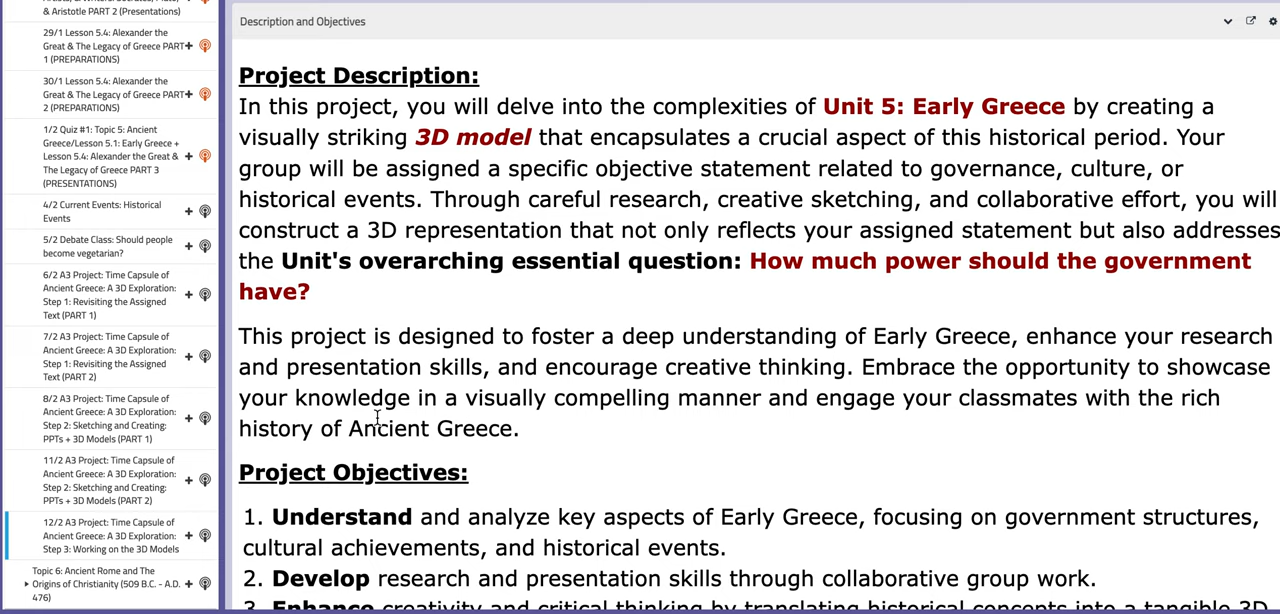 & Aristotle PART 2 (Presentations)
29/1 Lesson 5.4: Alexander the
Great & The Legacy of Greece PART
1 (PREPARATIONS)
30/1 Lesson 5.4: Alexander the
Great & The Legacy of Greece PART
2 (PREPARATIONS)
1/2 Quiz #1: Topic 5: Ancient
Greece/Lesson 5.1: Early Greece +
Lesson 5.4: Alexander the Great &
The Legacy of Greece PART 3
(PRESENTATIONS)
4/2 Current Events: Historical
Events
5/2 Debate Class: Should people
become vegetarian?
6/2 A3 Project: Time Capsule of
Ancient Greece: A 3D Exploration:
Step 1: Revisiting the Assigned
Text (PART 1)
7/2 A3 Project: Time Capsule of
Ancient Greece: A 3D Exploration:
Step 1: Revisiting the Assigned
Text (PART 2)
8/2 A3 Project: Time Capsule of
Ancient Greece: A 3D Exploration:
Step 2: Sketching and Creating:
PPTs + 3D Models (PART 1)
11/2 A3 Project: Time Capsule of
Ancient Greece: A 3D Exploration:
Step 2: Sketching and Creating:
PPTs + 3D Models (PART 2)
12/2 A3 Project: Time Capsule of
Ancient Greece: A 3D Exploration:
Step 3: Working on the 3D Models
Topic 6: Ancient Rome and The
Origins of Christianity (509 B.C. - A.D.
476)
Description and Objectives
Project Description:
In this project, you will delve into the complexities of Unit 5: Early Greece by creating a
visually striking 3D model that encapsulates a crucial aspect of this historical period. Your
group will be assigned a specific objective statement related to governance, culture, or
historical events. Through careful research, creative sketching, and collaborative effort, you will
construct a 3D representation that not only reflects your assigned statement but also addresses
the Unit's overarching essential question: How much power should the government
have?
This project is designed to foster a deep understanding of Early Greece, enhance your research
and presentation skills, and encourage creative thinking. Embrace the opportunity to showcase
your knowledge in a visually compelling manner and engage your classmates with the rich
history of Ancient Greece.
Project Objectives:
1. Understand and analyze key aspects of Early Greece, focusing on government structures,
cultural achievements, and historical events.
2. Develop research and presentation skills through collaborative group work.
3. Enhance creativity and critical thinking by translating historical concepts into a tangible 3D